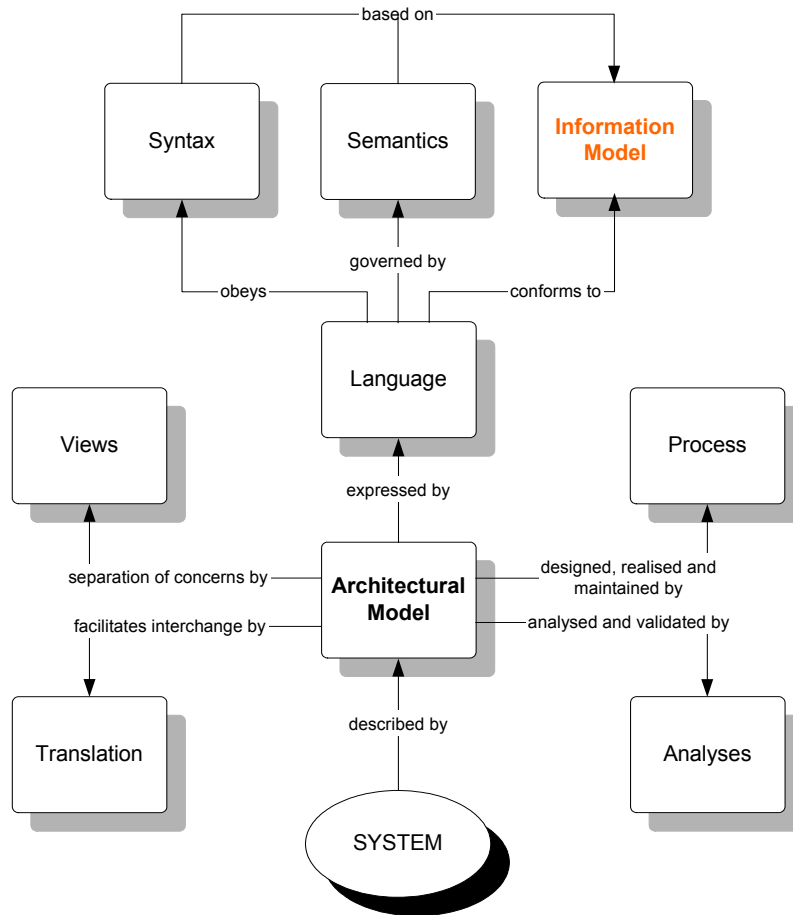 based on
Syntax
Semantics
Information
Model
governed by
obeys
conforms to
Language
Views
Process
expressed by
separation of concerns by
Architectural
Model
designed, realised and
maintained by
facilitates interchange by
analysed and validated by
Translation
described by
Analyses
SYSTEM